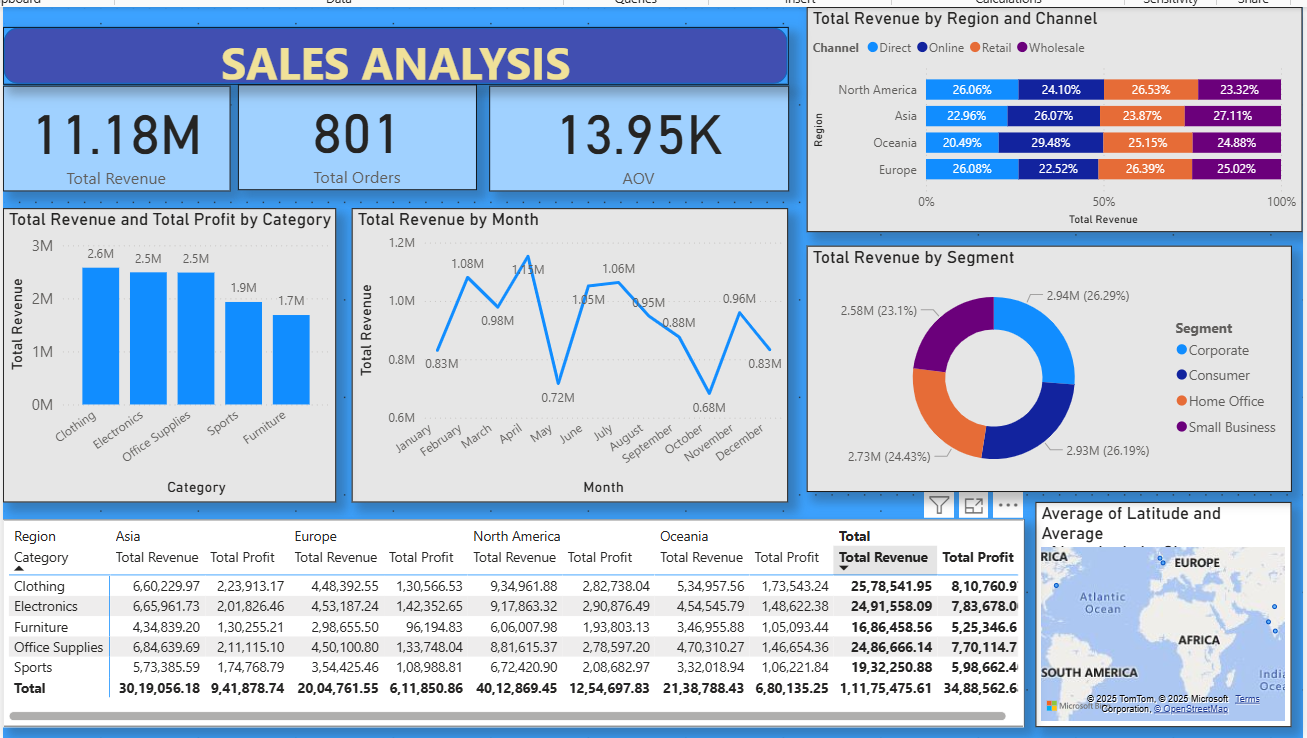 Data
Queries
Insert
Calculations
Sensitivity
Share
SALES ANALYSIS
11.18M
Total Revenue
801
Total Orders
13.95K
AOV
Total Revenue by Region and Channel
Channel Direct Online Retail Wholesale
Region
North America 26.06% 24.10% 26.53% 23.32%
Asia 22.96% 26.07% 23.87% 27.11%
Oceania 20.49% 29.48% 25.15% 24.88%
Europe 26.08% 22.52% 26.39% 25.02%
0% 50% 100%
Total Revenue
Total Revenue and Total Profit by Category
Total Revenue
3M
2M
1M
0M
2.6M
2.5M
2.5M
1.9M
1.7M
Clothing
Electronics
Office Supplies
Sports
Furniture
Category
Total Revenue by Month
Total Revenue
1.2M
1.0M
0.8M
0.6M
0.83M
1.08M
0.98M
1.15M
0.72M
1.05M
1.06M
0.95M
0.88M
0.68M
0.96M
0.83M
January
February
March
April
May
June
July
August
September
October
November
December
Month
Total Revenue by Segment
2.94M (26.29%)
2.93M (26.19%)
2.73M (24.43%)
2.58M (23.1%)
Segment
Corporate
Consumer
Home Office
Small Business
Region Asia Europe North America Oceania Total
Category Total Revenue Total Profit Total Revenue Total Profit Total Revenue Total Profit Total Revenue Total Profit Total Revenue Total Profit
Clothing 6,60,229.97 2,23,913.17 4,48,392.55 1,30,566.53 9,34,961.88 2,82,738.04 5,34,957.56 1,73,543.24 25,78,541.95 8,10,760.9
Electronics 6,65,961.73 2,01,826.46 4,53,187.24 1,42,352.65 9,17,863.32 2,90,876.49 4,54,545.79 1,48,622.38 24,91,558.09 7,83,678.0
Furniture 4,34,839.20 1,30,255.21 2,98,655.50 96,194.83 6,06,007.98 1,93,803.13 3,46,955.88 1,05,093.44 16,86,458.56 5,25,346.6
Office Supplies 6,84,639.69 2,11,115.10 4,50,100.80 1,33,748.04 8,81,615.37 2,78,597.20 4,70,310.27 1,46,654.36 24,86,666.14 7,70,114.7
Sports 5,73,385.59 1,74,768.79 3,54,425.46 1,08,988.81 6,72,420.90 2,08,682.97 3,32,018.94 1,06,221.84 19,32,250.88 5,98,662.4
Total 30,19,056.18 9,41,878.74 20,04,761.55 6,11,850.86 40,12,869.45 12,54,697.83 21,38,788.43 6,80,135.25 1,11,75,475.61 34,88,562.6
Average of Latitude and
Average
RICA
EUROPE
Atlantic
Ocean
AFRICA
SOUTH AMERICA
Indi
Ocea
© 2025 TomTom, © 2025 Microsoft Terms
Microsoft Corporation, © OpenStreetMap